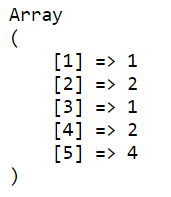 Array
(
    [1] => 1
    [2] => 2
    [3] => 1
    [4] => 2
    [5] => 4
)